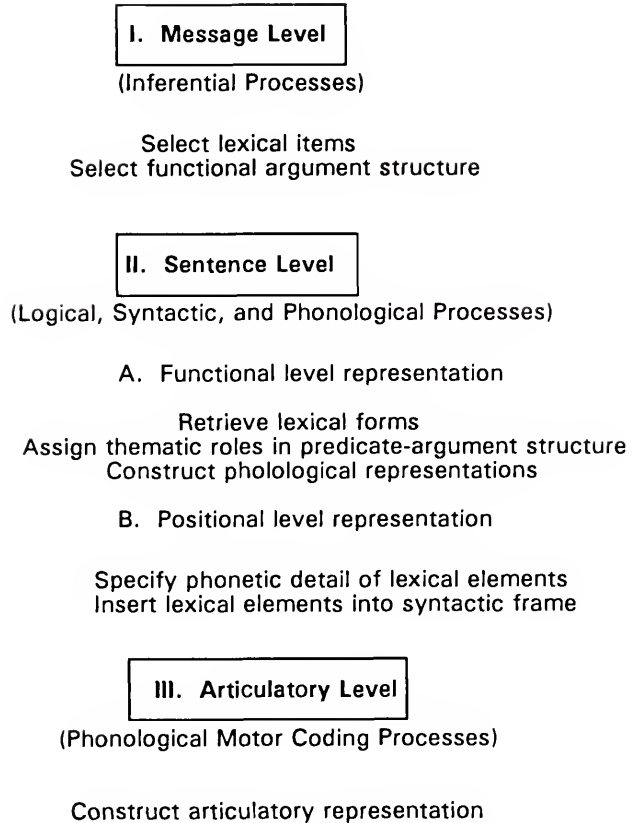 I. Message Level
(Inferential Processes)
Select lexical items
Select functional argument structure
II. Sentence Level
(Logical, Syntactic, and Phonological Processes)
A. Functional level representation
Retrieve lexical forms
Assign thematic roles in predicate-argument structure
Construct pholological representations
B. Positional level representation
Specify phonetic detail of lexical elements
Insert lexical elements into syntactic frame
III. Articulatory Level
(Phonological Motor Coding Processes)
Construct articulatory representation